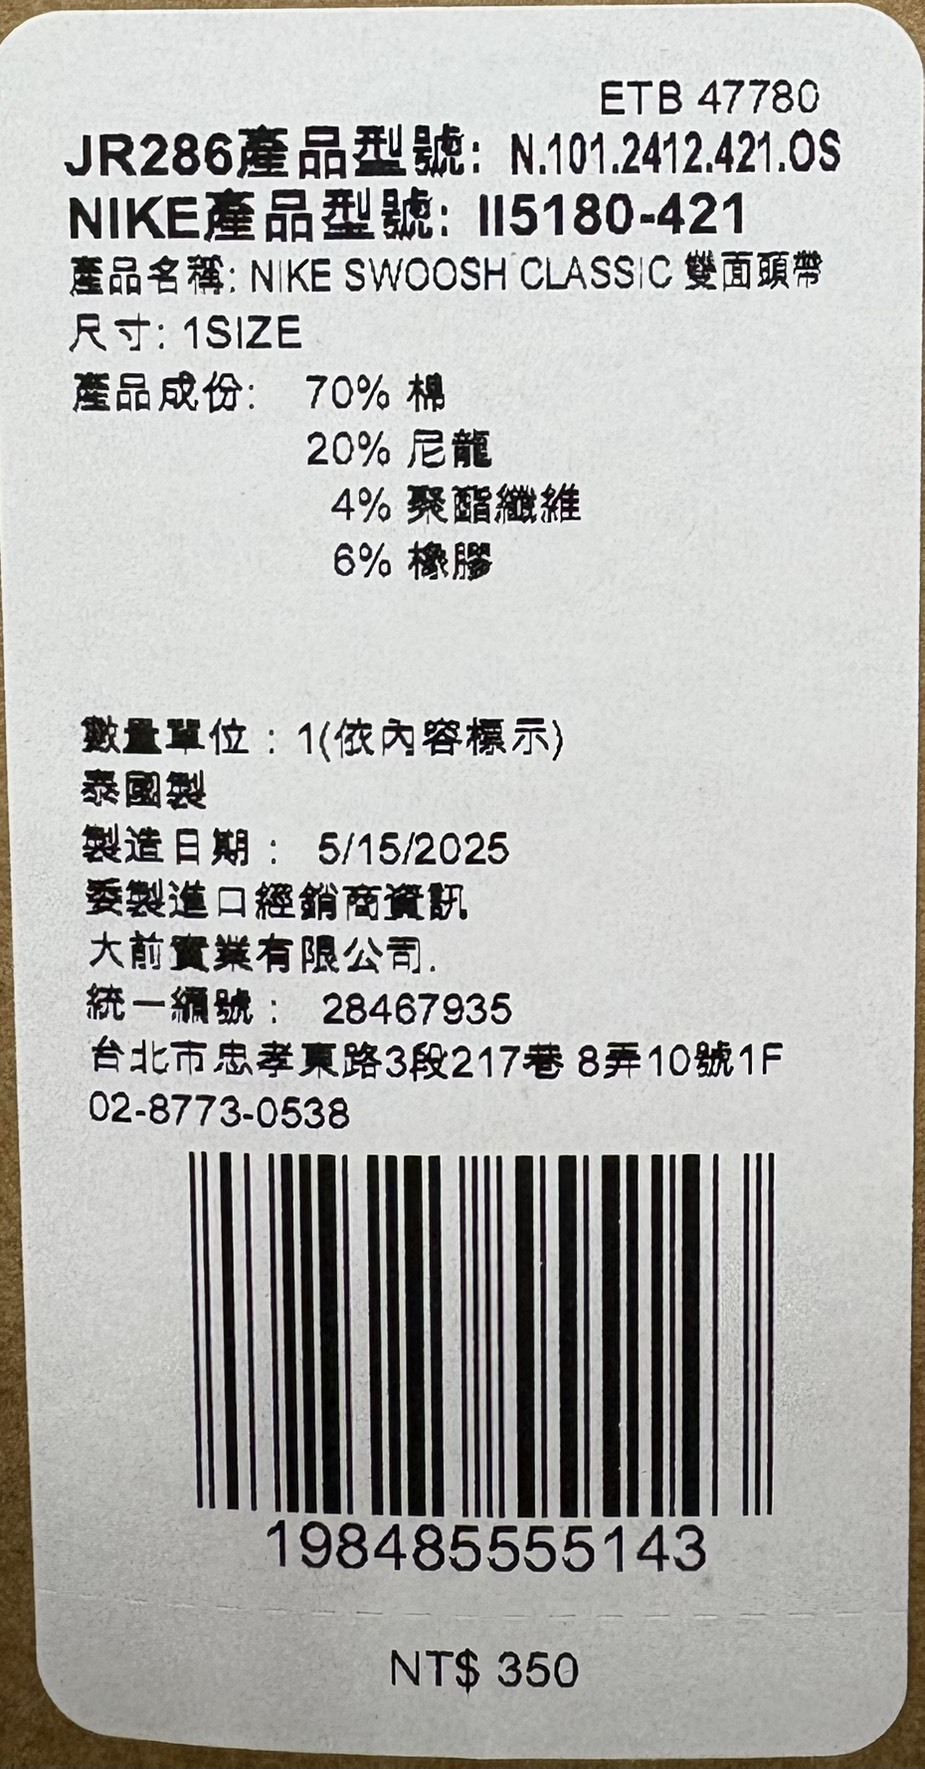 ETB 47780
JR286產品型號: N.101.2412.421.OS
NIKE產品型號: II5180-421
產品名稱: NIKE SWOOSH CLASSIC 雙面頭帶
尺寸: 1SIZE
產品成份: 70% 棉
20% 尼龍
4% 聚酯纖維
6% 橡膠
數量單位 : 1(依內容標示)
泰國製
製造日期 : 5/15/2025
委製進口經銷商資訊
大前實業有限公司.
統一編號 : 28467935
台北市忠孝東路3段217巷 8弄10號1F
02-8773-0538
198485555143
NT$ 350